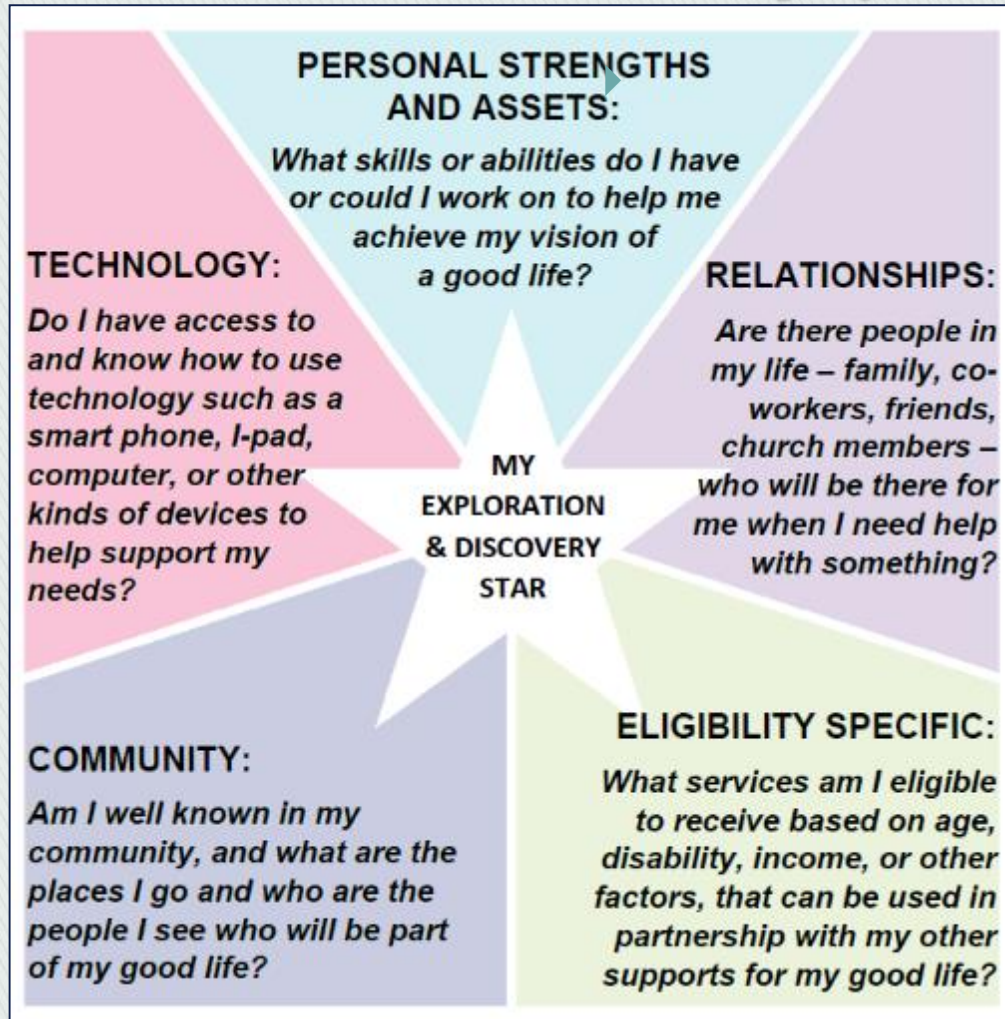 PERSONAL STRENGTHS
AND ASSETS:
What skills or abilities do I have
or could I work on to help me
achieve my vision of
a good life?
TECHNOLOGY:
Do I have access to
and know how to use
technology such as a
smart phone, I-pad,
computer, or other
kinds of devices to
help support my
needs?
RELATIONSHIPS:
Are there people in
my life – family, co-
workers, friends,
church members –
who will be there for
me when I need help
with something?
MY
EXPLORATION
& DISCOVERY
STAR
COMMUNITY:
Am I well known in my
community, and what are the
places I go and who are the
people I see who will be part
of my good life?
ELIGIBILITY SPECIFIC:
What services am I eligible
to receive based on age,
disability, income, or other
factors, that can be used in
partnership with my other
supports for my good life?